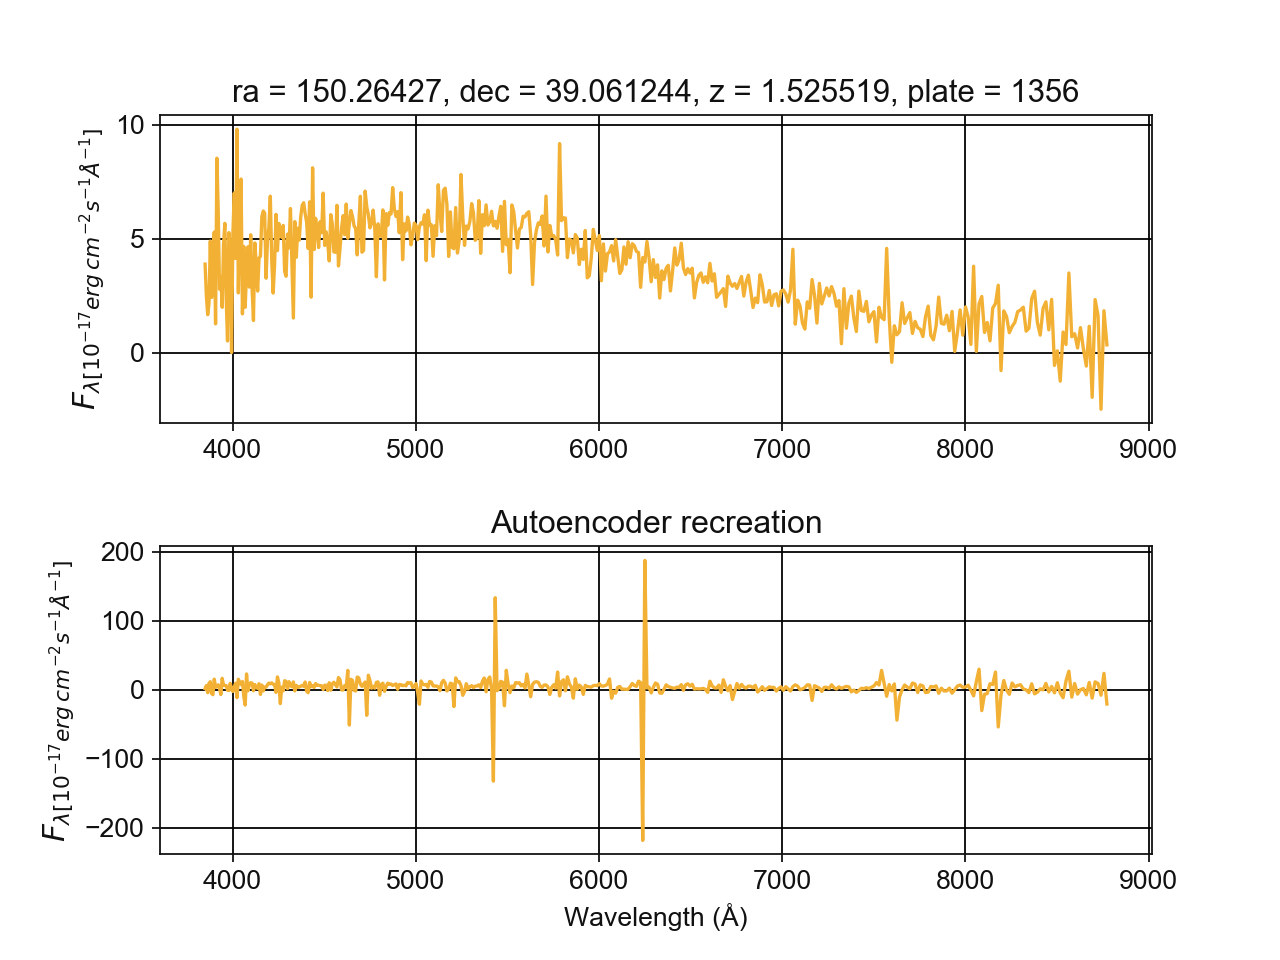 ra = 150.26427, dec = 39.061244, z = 1.525519, plate = 1356
10
5
0
F_λ[10^−17 erg cm^−2 s^−1 Å^−1]
4000 5000 6000 7000 8000 9000
Autoencoder recreation
200
100
0
−100
−200
F_λ[10^−17 erg cm^−2 s^−1 Å^−1]
4000 5000 6000 7000 8000 9000
Wavelength (Å)